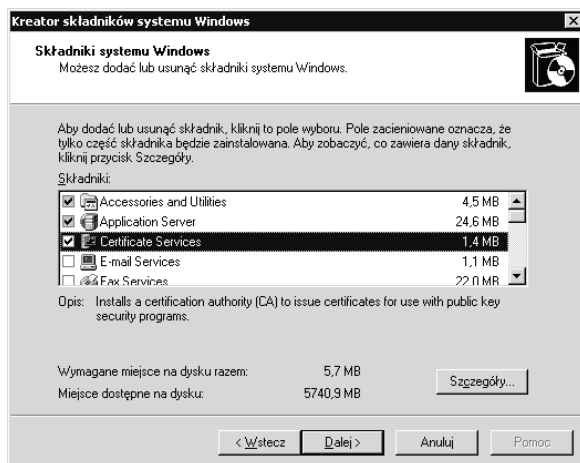 Kreator składników systemu Windows
Składniki systemu Windows
Możesz dodać lub usunąć składniki systemu Windows.
Aby dodać lub usunąć składnik, kliknij to pole wyboru. Pole zacieniowane oznacza, że
tylko część składnika będzie zainstalowana. Aby zobaczyć, co zawiera dany składnik,
kliknij przycisk Szczegóły.
Składniki:
Accessories and Utilities 4,5 MB
Application Server 24,6 MB
Certificate Services 1,4 MB
E-mail Services 1,1 MB
Fax Services 22,0 MB
Opis: Installs a certification authority (CA) to issue certificates for use with public key
security programs.
Wymagane miejsce na dysku razem: 5,7 MB
Miejsce dostępne na dysku: 5740,9 MB
Szczegóły...
< Wstecz Dalej > Anuluj Pomoc